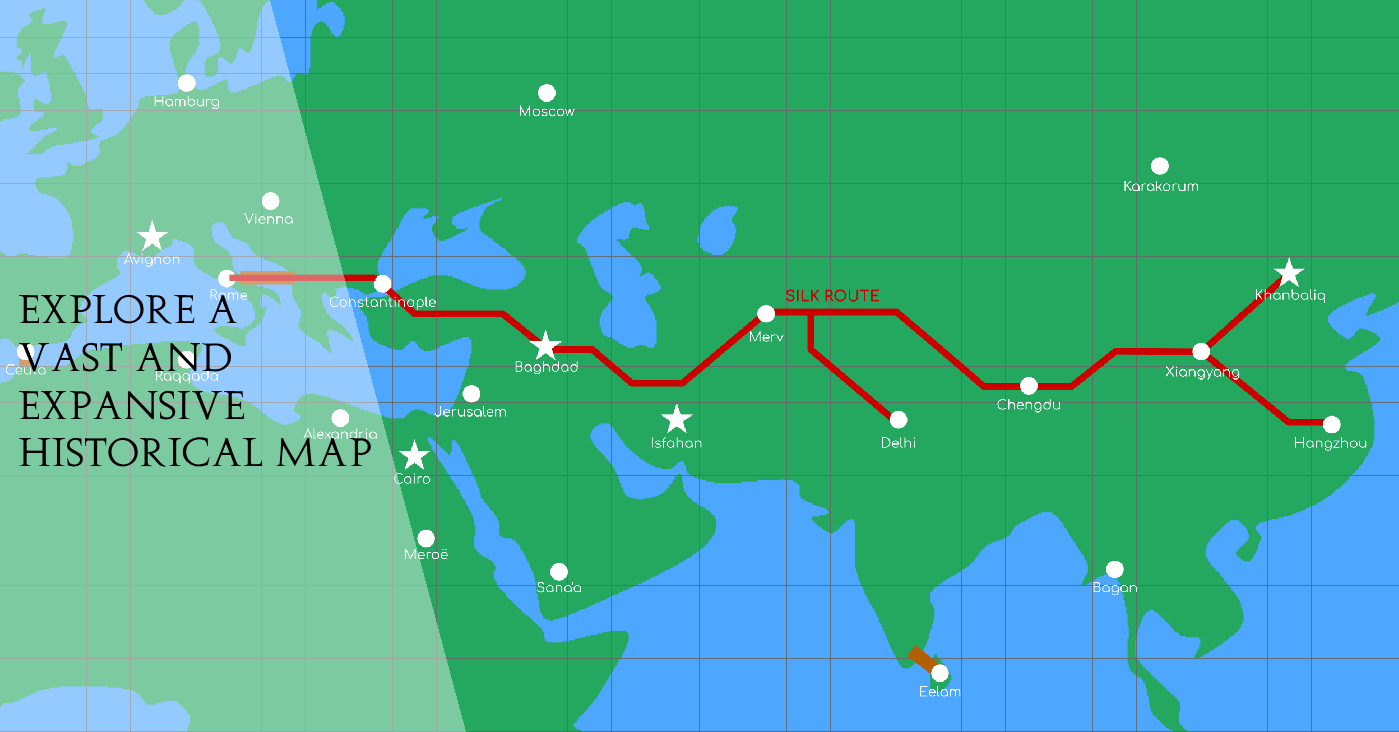 Hamburg
Moscow
Karakorum
Vienna
Avignon
Rome
Constantinople
SILK ROUTE
Khanbaliq
EXPLORE A
VAST AND
EXPANSIVE
HISTORICAL MAP
Merv
Ceuta
Raqqada
Baghdad
Xiangyang
Jerusalem
Chengdu
Alexandria
Isfahan
Delhi
Hangzhou
Cairo
Meroë
Sana'a
Bagan
Eelam